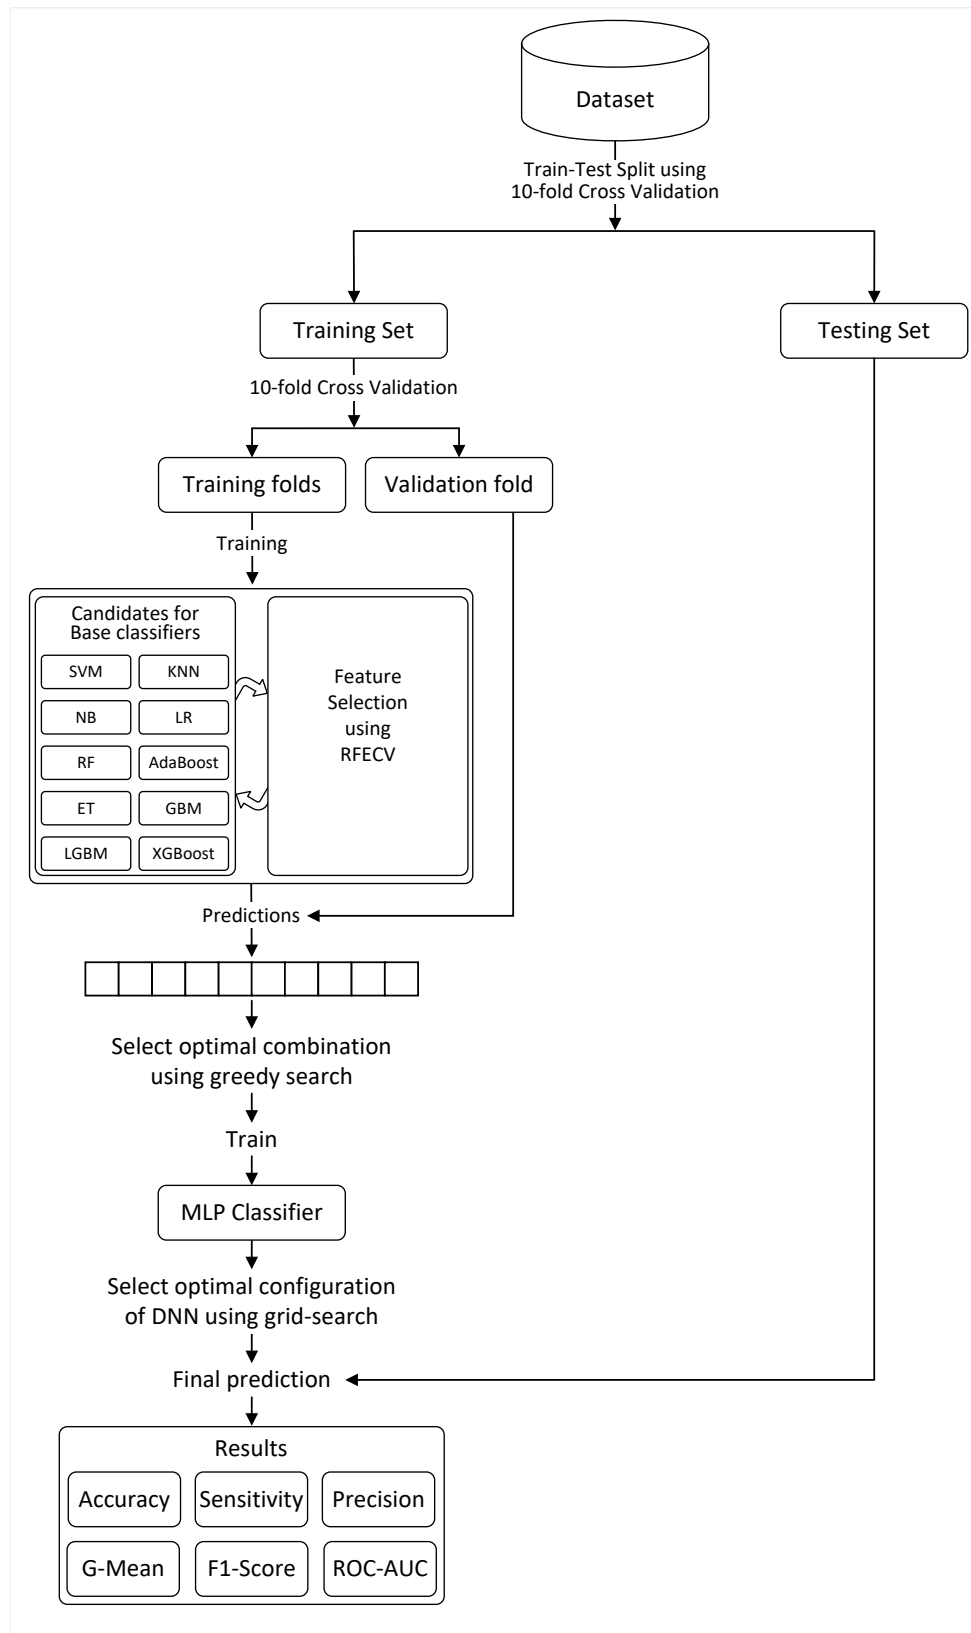 Dataset
Train-Test Split using
10-fold Cross Validation
Training Set
Testing Set
10-fold Cross Validation
Training folds
Validation fold
Training
Candidates for
Base classifiers
SVM
KNN
NB
LR
RF
AdaBoost
ET
GBM
LGBM
XGBoost
Feature
Selection
using
RFECV
Predictions
Select optimal combination
using greedy search
Train
MLP Classifier
Select optimal configuration
of DNN using grid-search
Final prediction
Results
Accuracy
Sensitivity
Precision
G-Mean
F1-Score
ROC-AUC